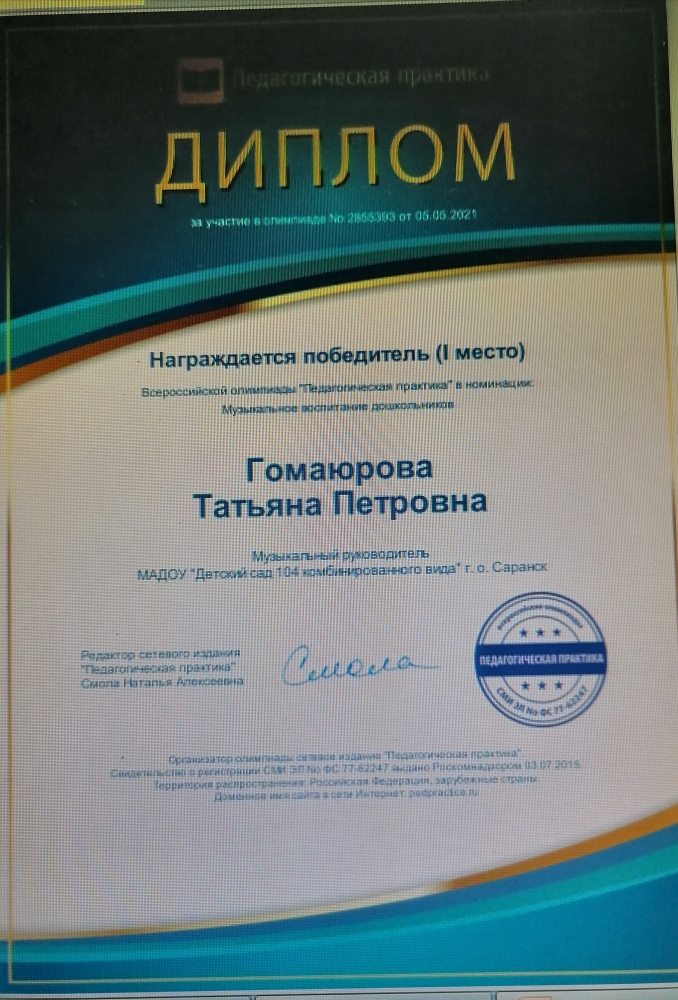 Педагогическая практика
ДИПЛОМ
за участие в олимпиаде No 2855393 от 05.05.2021
Награждается победитель (I место)
Всероссийской олимпиады "Педагогическая практика" в номинации:
Музыкальное воспитание дошкольников
Гомаюрова
Татьяна Петровна
Музыкальный руководитель
МАДОУ "Детский сад 104 комбинированного вида" г. о. Саранск
Редактор сетевого издания
"Педагогическая практика"
Смола Наталья Алексеевна
Смола
всероссийские олимпиады
ПЕДАГОГИЧЕСКАЯ ПРАКТИКА
СМИ ЭЛ No ФС 77-62247
Организатор олимпиады сетевое издание "Педагогическая практика".
Свидетельство о регистрации СМИ ЭЛ No ФС 77-62247 выдано Роскомнадзором 03.07.2015.
Территория распространения: Российская Федерация, зарубежные страны.
Доменное имя сайта в сети Интернет: pedpractice.ru